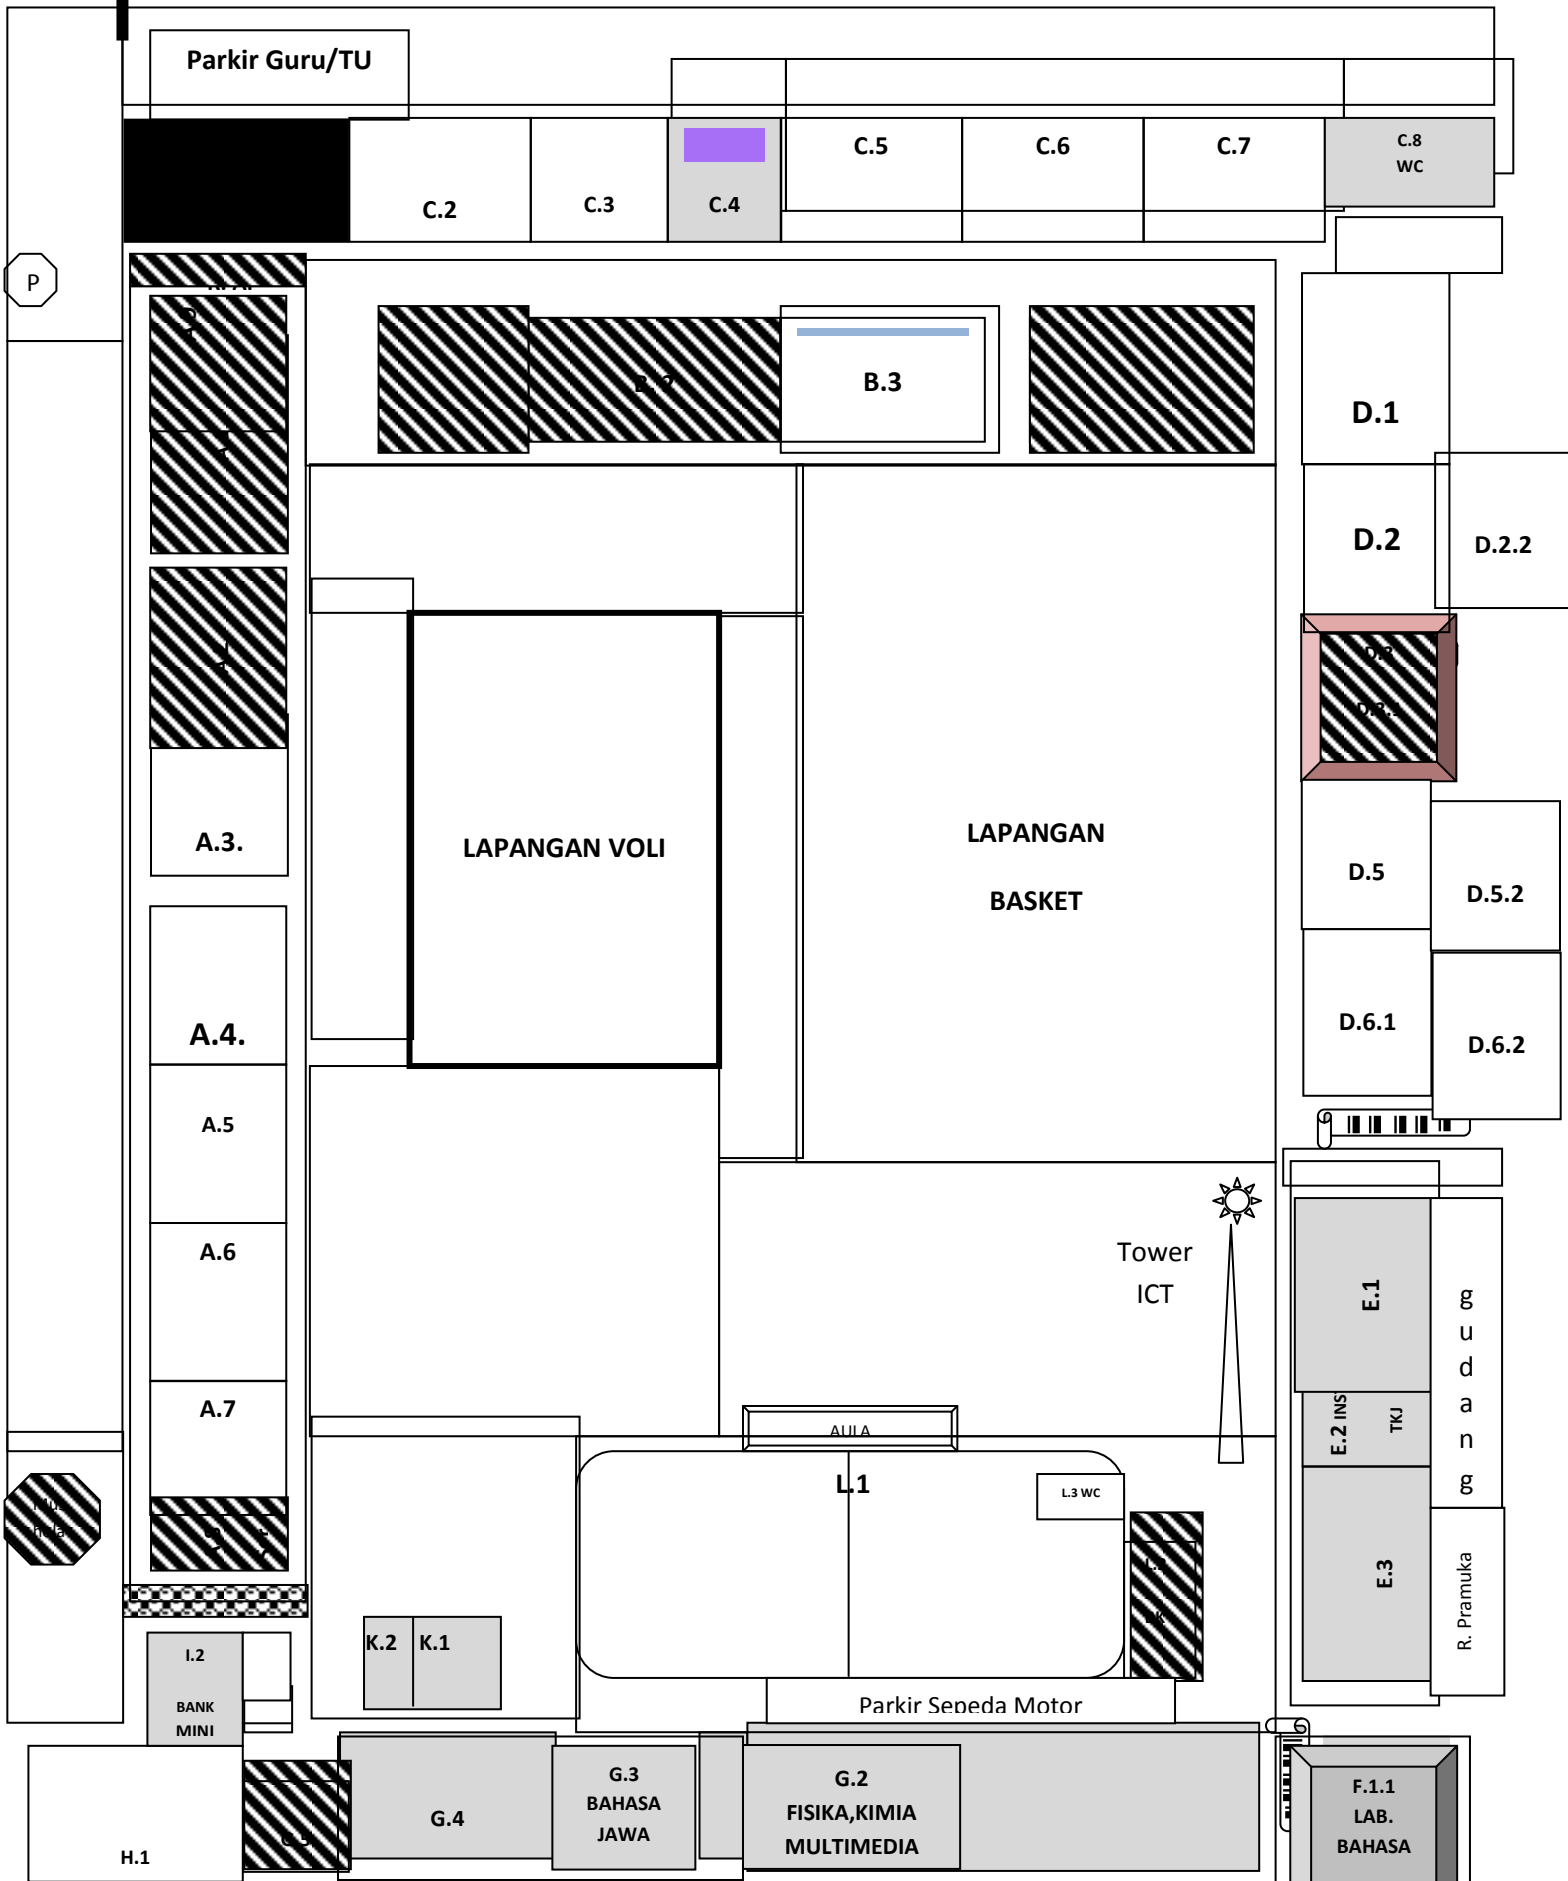 Parkir Guru/TU
C.2
C.3
C.4
C.5
C.6
C.7
C.8
WC
P
B.3
D.1
D.2
D.2.2
A.3.
LAPANGAN VOLI
LAPANGAN
BASKET
D.5
D.5.2
A.4.
D.6.1
D.6.2
A.5
A.6
A.7
Tower
ICT
E.1
E.2 INS
TKJ
E.3
gudang
R. Pramuka
AULA
L.1
L.3 WC
K.2
K.1
I.2
BANK
MINI
Parkir Sepeda Motor
H.1
G.4
G.3
BAHASA
JAWA
G.2
FISIKA,KIMIA
MULTIMEDIA
F.1.1
LAB.
BAHASA